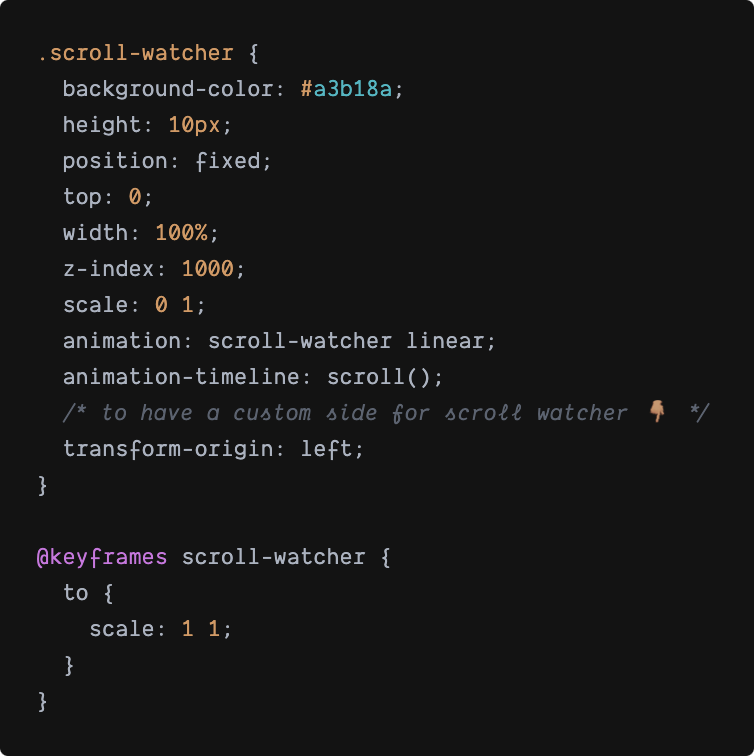 .scroll-watcher {
  background-color: #a3b18a;
  height: 10px;
  position: fixed;
  top: 0;
  width: 100%;
  z-index: 1000;
  scale: 0 1;
  animation: scroll-watcher linear;
  animation-timeline: scroll();
  /* to have a custom side for scroll watcher 👇🏽 */
  transform-origin: left;
}

@keyframes scroll-watcher {
  to {
    scale: 1 1;
  }
}